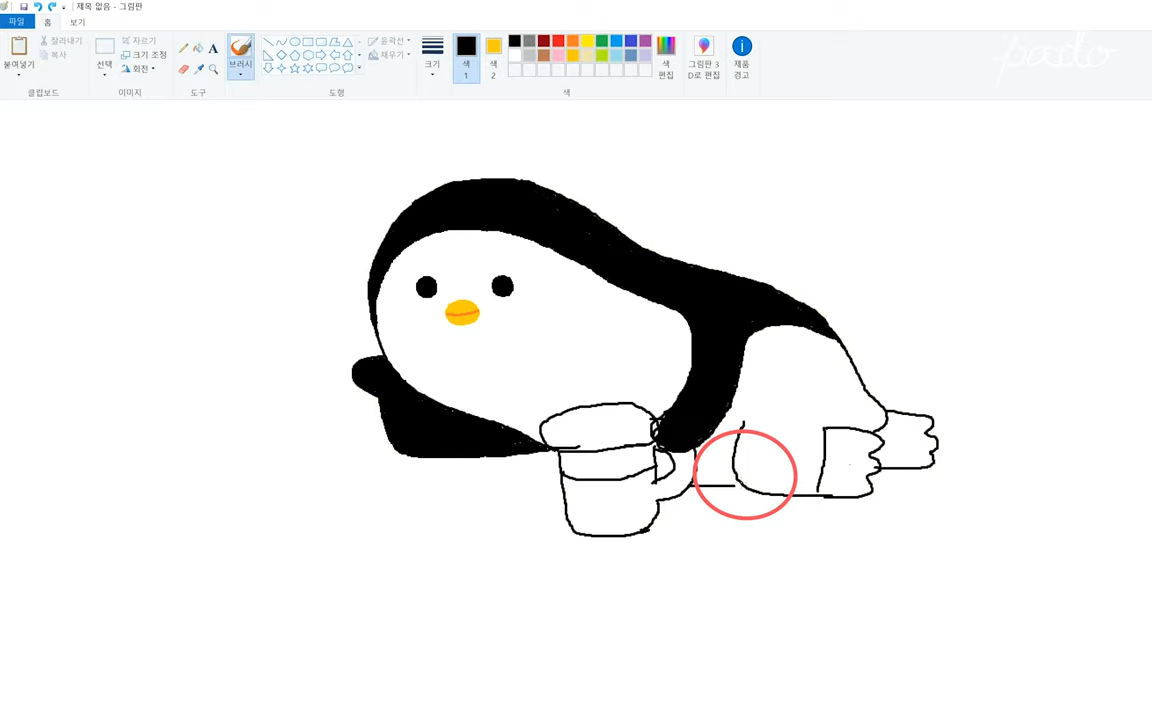 제목 없음 - 그림판
파일 홈 보기
붙여넣기 잘라내기 복사 선택 자르기 크기 조정 회전 A 브러시 윤곽선 채우기 크기 색 1 색 2 색 편집 그림판 3D로 편집 제품 경고
클립보드 이미지 도구 도형 색
pado